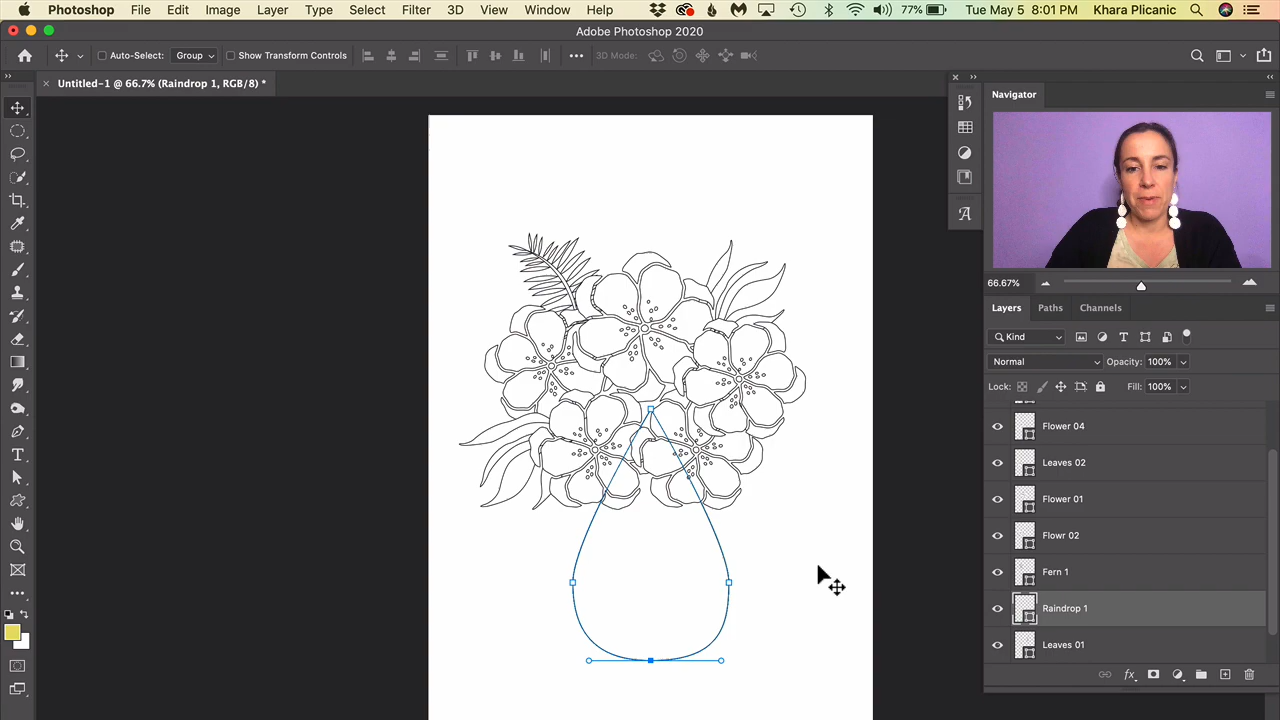 Photoshop File Edit Image Layer Type Select Filter 3D View Window Help 77% Tue May 5 8:01 PM Khara Plicanic
Adobe Photoshop 2020
Auto-Select: Group Show Transform Controls 3D Mode:
Untitled-1 @ 66.7% (Raindrop 1, RGB/8) *
Navigator
66.67%
Layers Paths Channels
Kind
Normal Opacity: 100%
Lock: Fill: 100%
Flower 04
Leaves 02
Flower 01
Flowr 02
Fern 1
Raindrop 1
Leaves 01